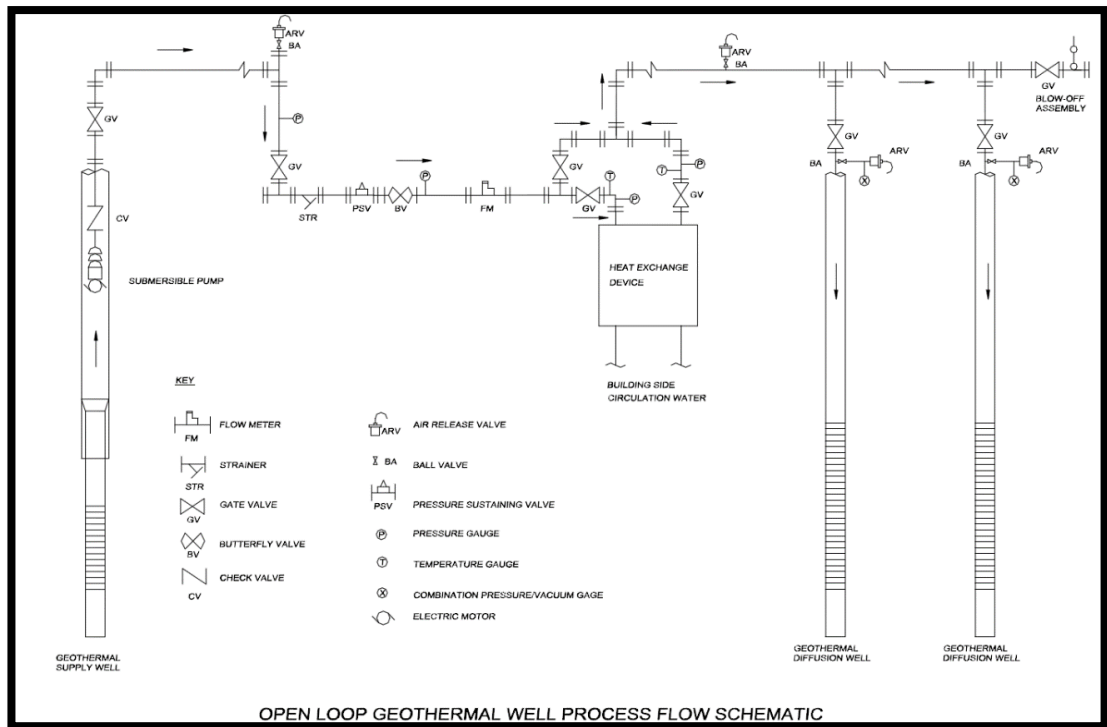 ARV
BA
ARV
BA
GV
P
GV
BLOW-OFF
ASSEMBLY
GV
GV
GV
GV
GV
T
P
P
T
P
GV
BA
ARV
BA
ARV
X
X
STR
PSV
BV
FM
GV
CV
SUBMERSIBLE PUMP
HEAT EXCHANGE
DEVICE
BUILDING SIDE
CIRCULATION WATER
KEY
FLOW METER
FM
STRAINER
STR
GATE VALVE
GV
BUTTERFLY VALVE
BV
CHECK VALVE
CV
ARV
AIR RELEASE VALVE
BA
BALL VALVE
PSV
PRESSURE SUSTAINING VALVE
P
PRESSURE GAUGE
T
TEMPERATURE GAUGE
X
COMBINATION PRESSURE/VACUUM GAGE
ELECTRIC MOTOR
GEOTHERMAL
SUPPLY WELL
GEOTHERMAL
DIFFUSION WELL
GEOTHERMAL
DIFFUSION WELL
OPEN LOOP GEOTHERMAL WELL PROCESS FLOW SCHEMATIC